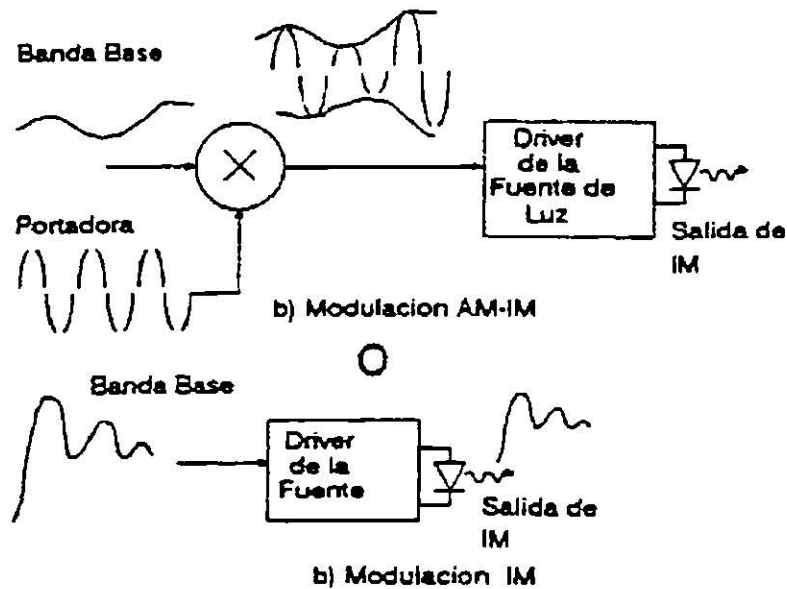 Banda Base
Driver
de la
Fuente de
Luz
Portadora
Salida de
IM
b) Modulacion AM-IM
O
Banda Base
Driver
de la
Fuente
Salida de
IM
b) Modulacion IM